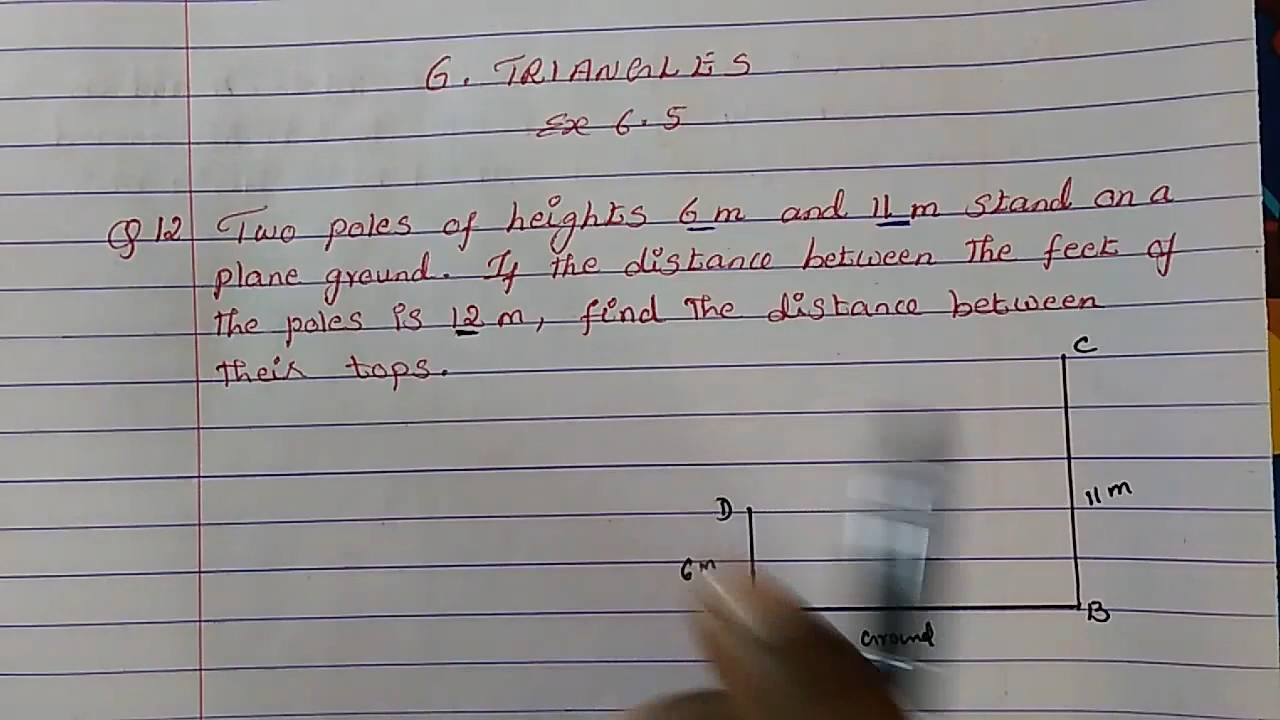 6. TRIANGLES
Ex 6.5
Q12 Two poles of heights 6 m and 11 m stand on a
plane ground. If the distance between the feet of
the poles is 12 m, find the distance between
their tops.
C
11 m
D
6 m
B
Ground